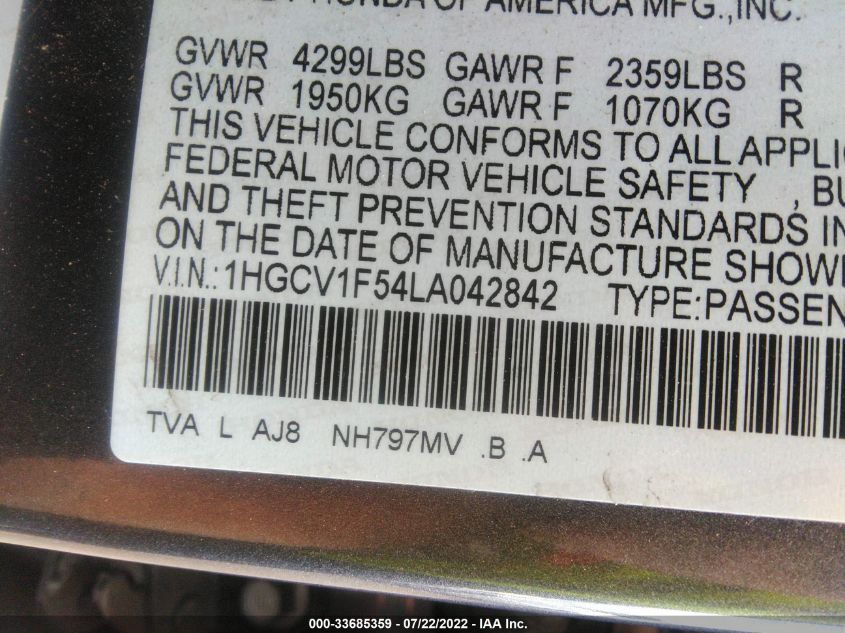 HONDA OF AMERICA MFG.,INC.
GVWR 4299LBS GAWR F 2359LBS R
GVWR 1950KG GAWR F 1070KG R
THIS VEHICLE CONFORMS TO ALL APPLIC
FEDERAL MOTOR VEHICLE SAFETY , BU
AND THEFT PREVENTION STANDARDS IN
ON THE DATE OF MANUFACTURE SHOW
V.I.N.:1HGCV1F54LA042842 TYPE:PASSEN
TVA L AJ8 NH797MV .B .A
000-33685359 - 07/22/2022 - IAA Inc.